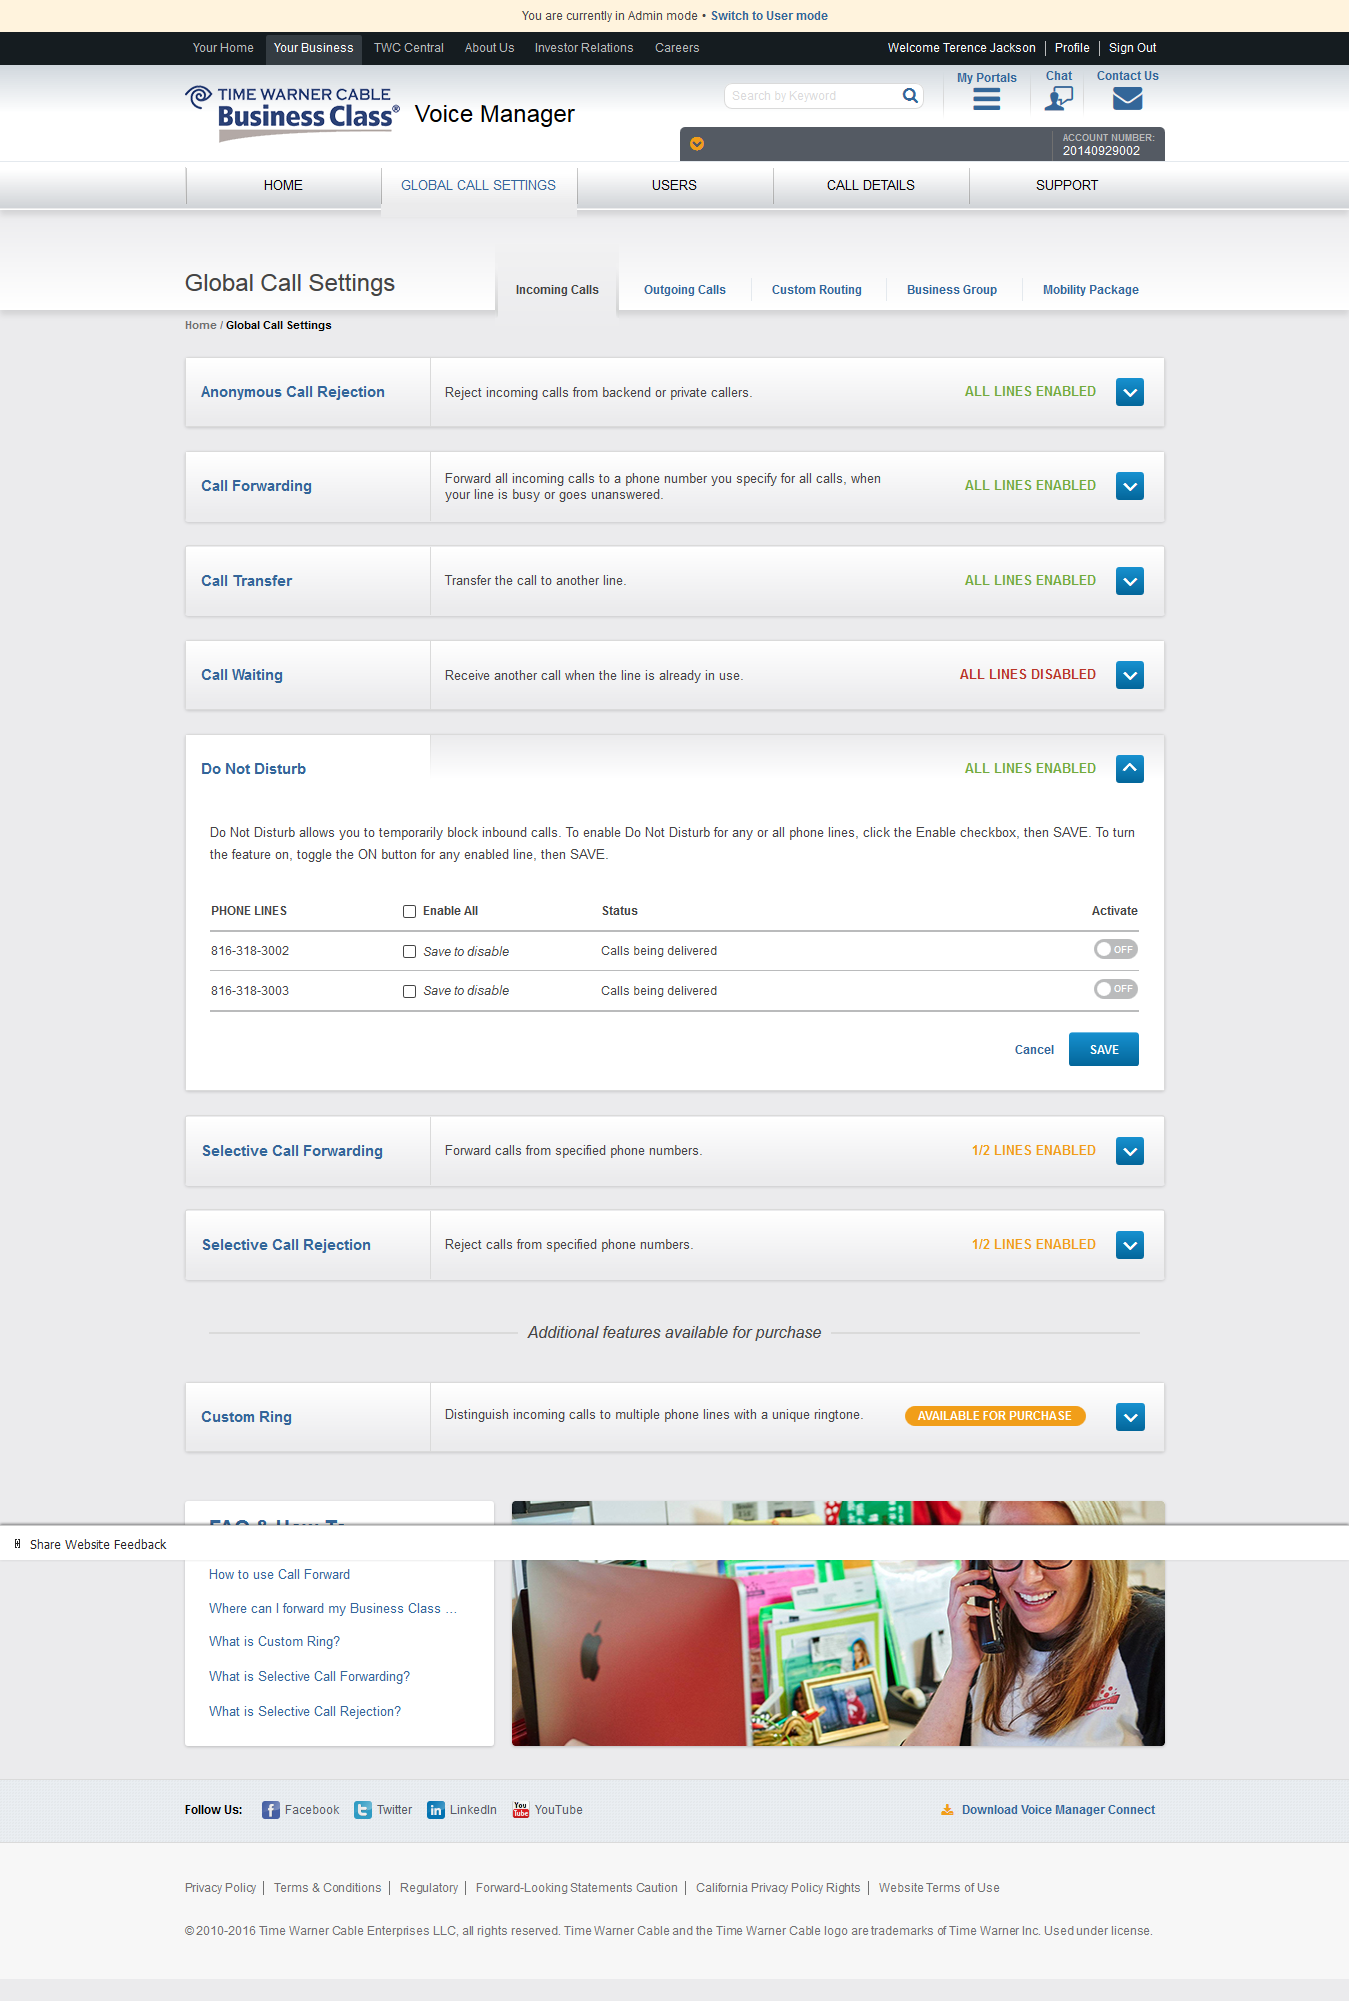 You are currently in Admin mode • Switch to User mode
Your Home Your Business TWC Central About Us Investor Relations Careers Welcome Terence Jackson Profile Sign Out
My Portals Chat Contact Us
TIME WARNER CABLE
Business Class® Voice Manager
Search by Keyword
ACCOUNT NUMBER:
20140929002
HOME GLOBAL CALL SETTINGS USERS CALL DETAILS SUPPORT
Global Call Settings Incoming Calls Outgoing Calls Custom Routing Business Group Mobility Package
Home / Global Call Settings
Anonymous Call Rejection Reject incoming calls from backend or private callers. ALL LINES ENABLED
Call Forwarding Forward all incoming calls to a phone number you specify for all calls, when
your line is busy or goes unanswered. ALL LINES ENABLED
Call Transfer Transfer the call to another line. ALL LINES ENABLED
Call Waiting Receive another call when the line is already in use. ALL LINES DISABLED
Do Not Disturb ALL LINES ENABLED
Do Not Disturb allows you to temporarily block inbound calls. To enable Do Not Disturb for any or all phone lines, click the Enable checkbox, then SAVE. To turn
the feature on, toggle the ON button for any enabled line, then SAVE.
PHONE LINES Enable All Status Activate
816-318-3002 Save to disable Calls being delivered OFF
816-318-3003 Save to disable Calls being delivered OFF
Cancel SAVE
Selective Call Forwarding Forward calls from specified phone numbers. 1/2 LINES ENABLED
Selective Call Rejection Reject calls from specified phone numbers. 1/2 LINES ENABLED
Additional features available for purchase
Custom Ring Distinguish incoming calls to multiple phone lines with a unique ringtone. AVAILABLE FOR PURCHASE
FAQ & How-To
Share Website Feedback
How to use Call Forward
Where can I forward my Business Class ...
What is Custom Ring?
What is Selective Call Forwarding?
What is Selective Call Rejection?
Follow Us: Facebook Twitter LinkedIn YouTube Download Voice Manager Connect
Privacy Policy Terms & Conditions Regulatory Forward-Looking Statements Caution California Privacy Policy Rights Website Terms of Use
© 2010-2016 Time Warner Cable Enterprises LLC, all rights reserved. Time Warner Cable and the Time Warner Cable logo are trademarks of Time Warner Inc. Used under license.